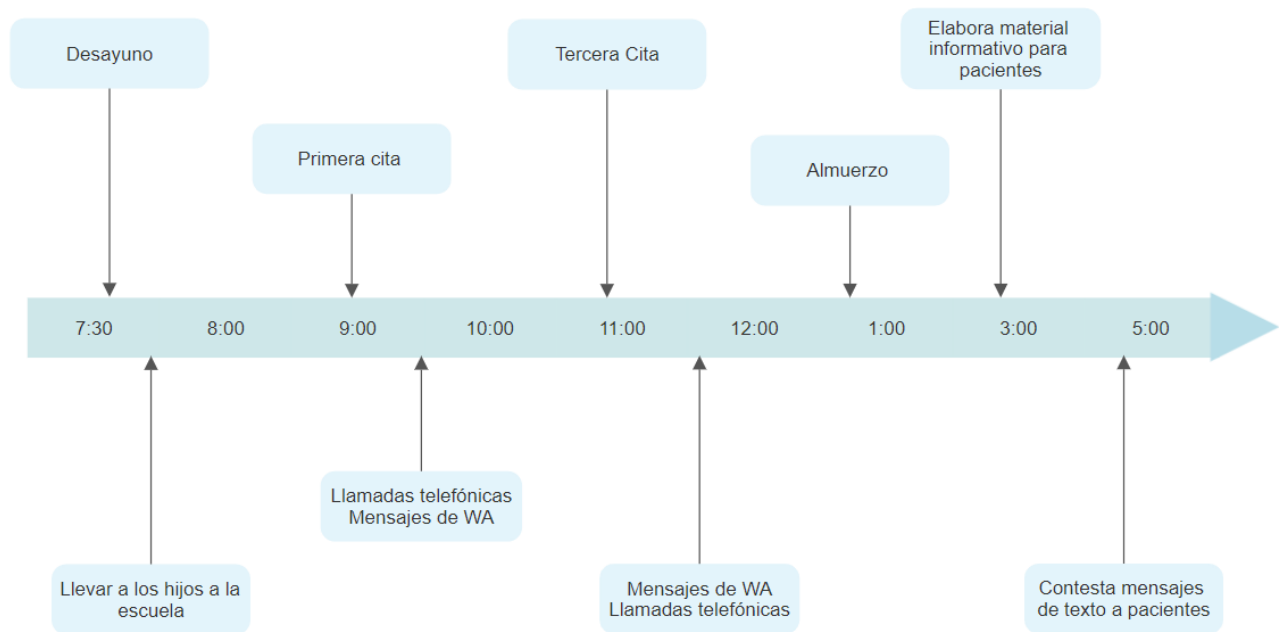 Desayuno
Tercera Cita
Elabora material
informativo para
pacientes
Primera cita
Almuerzo
7:30 8:00 9:00 10:00 11:00 12:00 1:00 3:00 5:00
Llamadas telefónicas
Mensajes de WA
Llevar a los hijos a la
escuela
Mensajes de WA
Llamadas telefónicas
Contesta mensajes
de texto a pacientes